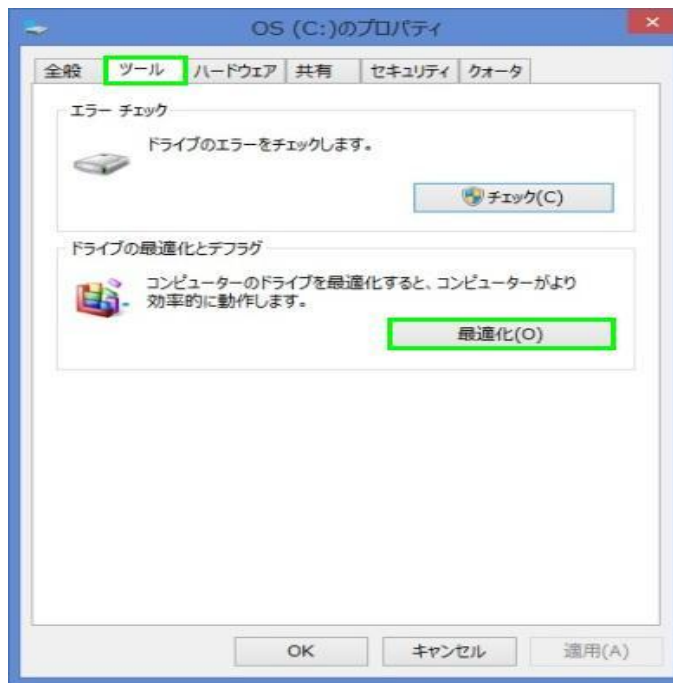 OS (C:)のプロパティ
全般 ツール ハードウェア 共有 セキュリティ クォータ
エラー チェック
ドライブのエラーをチェックします。
チェック(C)
ドライブの最適化とデフラグ
コンピューターのドライブを最適化すると、コンピューターがより
効率的に動作します。
最適化(O)
OK キャンセル 適用(A)